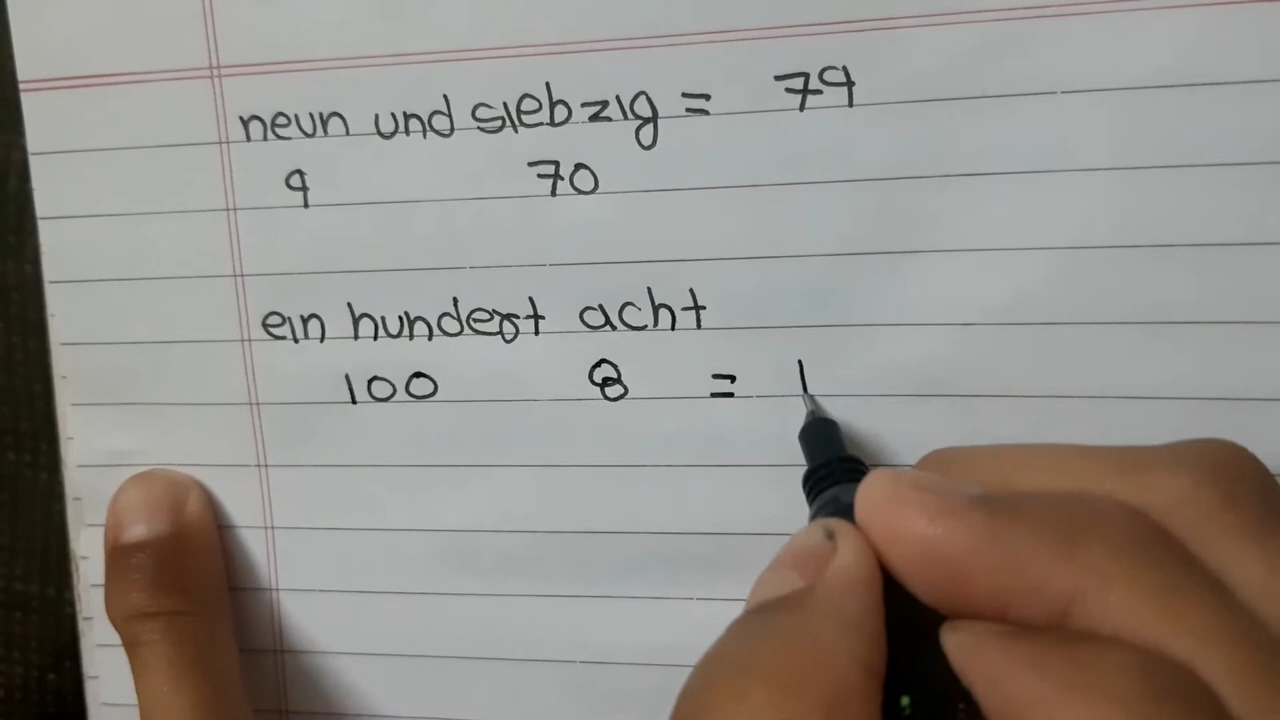 neun und siebzig = 79
9 70
ein hundert acht
100 8 = 1